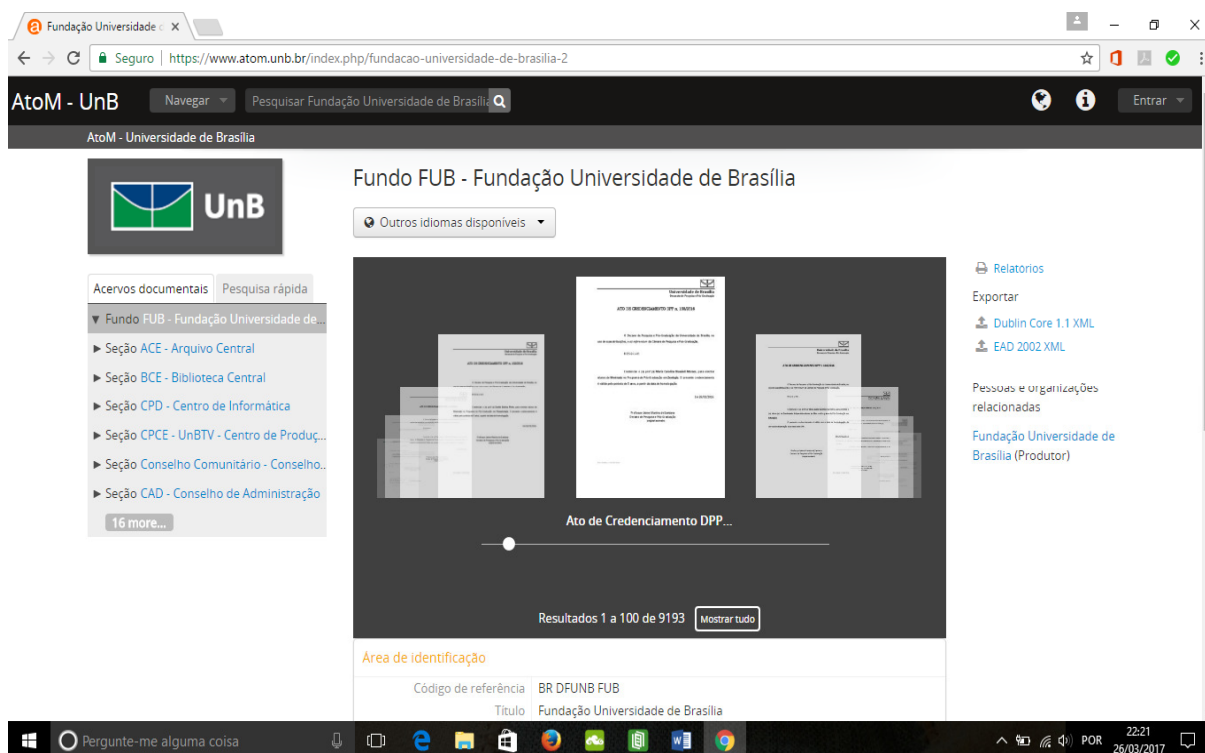 Fundação Universidade d
Seguro | https://www.atom.unb.br/index.php/fundacao-universidade-de-brasilia-2
AtoM - UnB
Navegar
Pesquisar Fundação Universidade de Brasília
Entrar
AtoM - Universidade de Brasília
UnB
Fundo FUB - Fundação Universidade de Brasília
Outros idiomas disponíveis
Acervos documentais Pesquisa rápida
Fundo FUB - Fundação Universidade de...
Seção ACE - Arquivo Central
Seção BCE - Biblioteca Central
Seção CPD - Centro de Informática
Seção CPCE - UnBTV - Centro de Produç...
Seção Conselho Comunitário - Conselho...
Seção CAD - Conselho de Administração
16 more...
Universidade de Brasília
Ato de Credenciamento DPP...
Resultados 1 a 100 de 9193 Mostrar tudo
Relatorios
Exportar
Dublin Core 1.1 XML
EAD 2002 XML
Pessoas e organizações
relacionadas
Fundação Universidade de
Brasília (Produtor)
Área de identificação
Código de referência BR DFUNB FUB
Título Fundação Universidade de Brasília
Pergunte-me alguma coisa
POR
22:21
26/03/2017